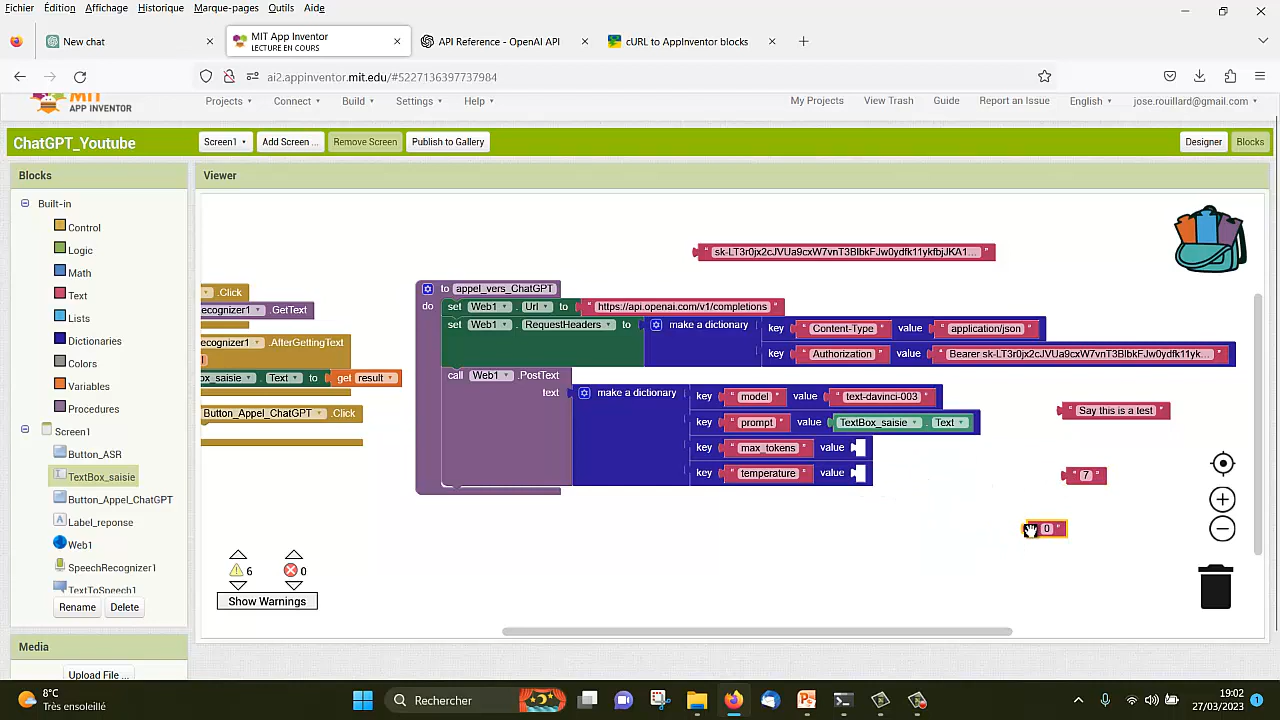 Fichier Édition Affichage Historique Marque-pages Outils Aide
New chat
MIT App Inventor
LECTURE EN COURS
API Reference - OpenAI API
cURL to AppInventor blocks
ai2.appinventor.mit.edu/#5227136397737984
MIT
APP INVENTOR
Projects Connect Build Settings Help
My Projects View Trash Guide Report an Issue English jose.rouillard@gmail.com
ChatGPT_Youtube
Screen1 Add Screen ... Remove Screen Publish to Gallery
Designer Blocks
Blocks
Viewer
Built-in
Control
Logic
Math
Text
Lists
Dictionaries
Colors
Variables
Procedures
Screen1
Button_ASR
TextBox_saisie
Button_Appel_ChatGPT
Label_reponse
Web1
SpeechRecognizer1
TextToSpeech1
Rename Delete
Media
Upload File ...
.Click
ecognizer1 .GetText
ecognizer1 .AfterGettingText
ox_saisie . Text to get result
Button_Appel_ChatGPT .Click
to appel_vers_ChatGPT
do set Web1 . Url to " https://api.openai.com/v1/completions "
set Web1 . RequestHeaders to make a dictionary
key " Content-Type " value " application/json "
key " Authorization " value " Bearer sk-LT3r0jx2cJVUa9cxW7vnT3BlbkFJw0ydfk11yk... "
call Web1 .PostText
text make a dictionary
key " model " value " text-davinci-003 "
key " prompt " value TextBox_saisie . Text
key " max_tokens " value
key " temperature " value
" sk-LT3r0jx2cJVUa9cxW7vnT3BlbkFJw0ydfk11ykfbjJKA1... "
" Say this is a test "
" 7 "
0 "
6 0
Show Warnings
8°C
Très ensoleillé
Rechercher
19:02
27/03/2023
1